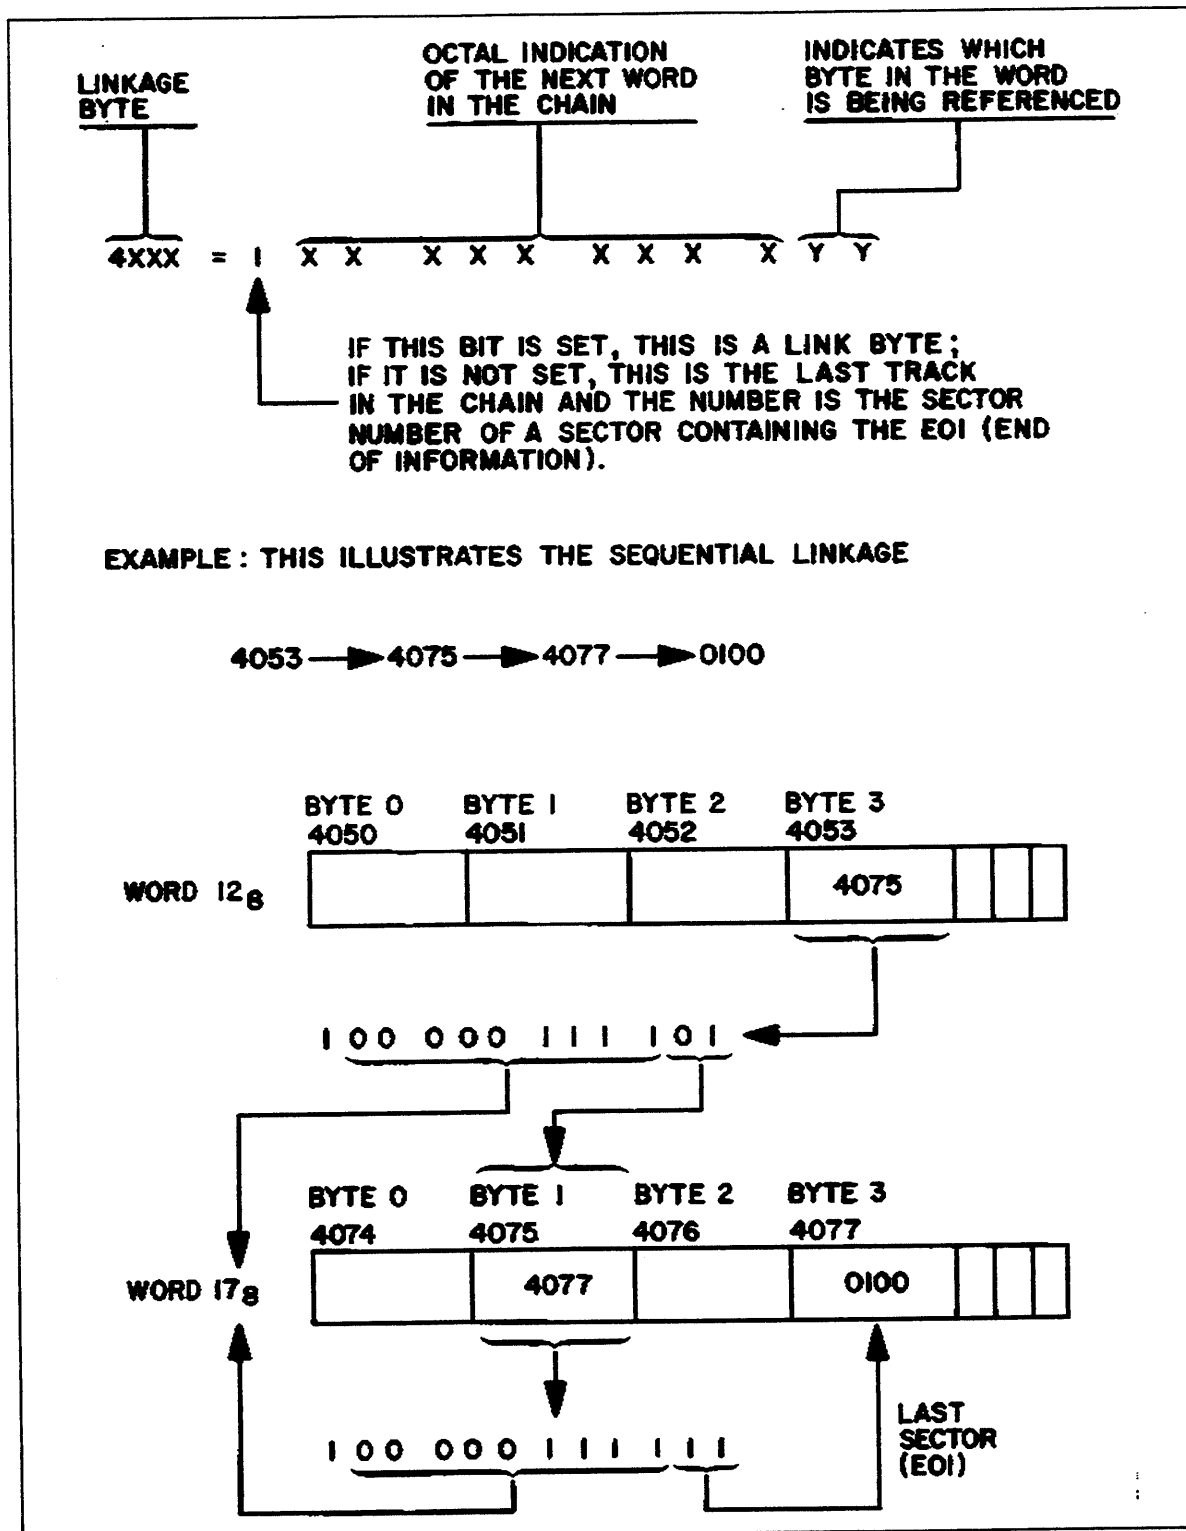 LINKAGE
BYTE
OCTAL INDICATION
OF THE NEXT WORD
IN THE CHAIN
INDICATES WHICH
BYTE IN THE WORD
IS BEING REFERENCED
4XXX = 1 X X X X X X X X X Y Y
IF THIS BIT IS SET, THIS IS A LINK BYTE;
IF IT IS NOT SET, THIS IS THE LAST TRACK
IN THE CHAIN AND THE NUMBER IS THE SECTOR
NUMBER OF A SECTOR CONTAINING THE EOI (END
OF INFORMATION).
EXAMPLE: THIS ILLUSTRATES THE SEQUENTIAL LINKAGE
4053 4075 4077 0100
BYTE 0 BYTE 1 BYTE 2 BYTE 3
4050 4051 4052 4053
WORD 128 4075
1 0 0 0 0 0 1 1 1 1 0 1
BYTE 0 BYTE 1 BYTE 2 BYTE 3
4074 4075 4076 4077
WORD 178 4077 0100
1 0 0 0 0 0 1 1 1 1 1 1
LAST
SECTOR
(EOI)